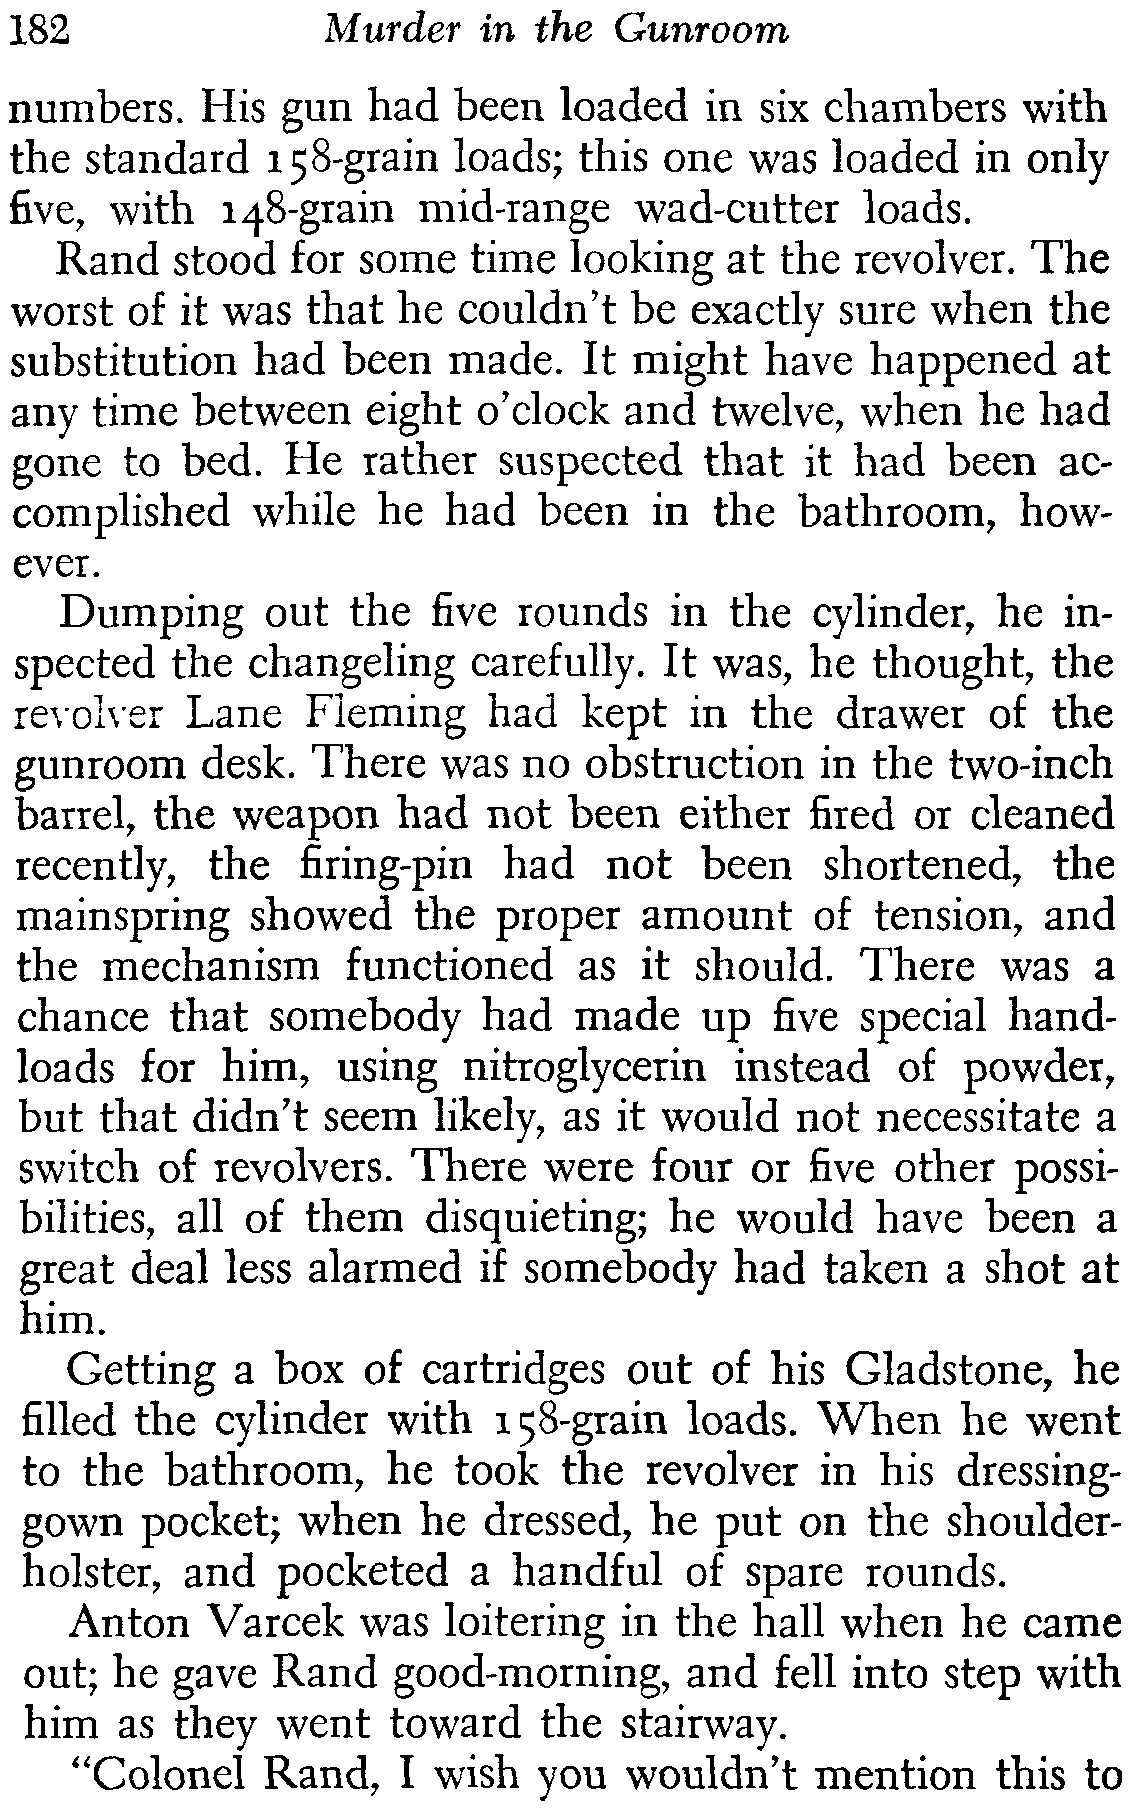 182 Murder in the Gunroom
numbers. His gun had been loaded in six chambers with
the standard 158-grain loads; this one was loaded in only
five, with 148-grain mid-range wad-cutter loads.
Rand stood for some time looking at the revolver. The
worst of it was that he couldn't be exactly sure when the
substitution had been made. It might have happened at
any time between eight o'clock and twelve, when he had
gone to bed. He rather suspected that it had been ac-
complished while he had been in the bathroom, how-
ever.
Dumping out the five rounds in the cylinder, he in-
spected the changeling carefully. It was, he thought, the
revolver Lane Fleming had kept in the drawer of the
gunroom desk. There was no obstruction in the two-inch
barrel, the weapon had not been either fired or cleaned
recently, the firing-pin had not been shortened, the
mainspring showed the proper amount of tension, and
the mechanism functioned as it should. There was a
chance that somebody had made up five special hand-
loads for him, using nitroglycerin instead of powder,
but that didn't seem likely, as it would not necessitate a
switch of revolvers. There were four or five other possi-
bilities, all of them disquieting; he would have been a
great deal less alarmed if somebody had taken a shot at
him.
Getting a box of cartridges out of his Gladstone, he
filled the cylinder with 158-grain loads. When he went
to the bathroom, he took the revolver in his dressing-
gown pocket; when he dressed, he put on the shoulder-
holster, and pocketed a handful of spare rounds.
Anton Varcek was loitering in the hall when he came
out; he gave Rand good-morning, and fell into step with
him as they went toward the stairway.
"Colonel Rand, I wish you wouldn't mention this to